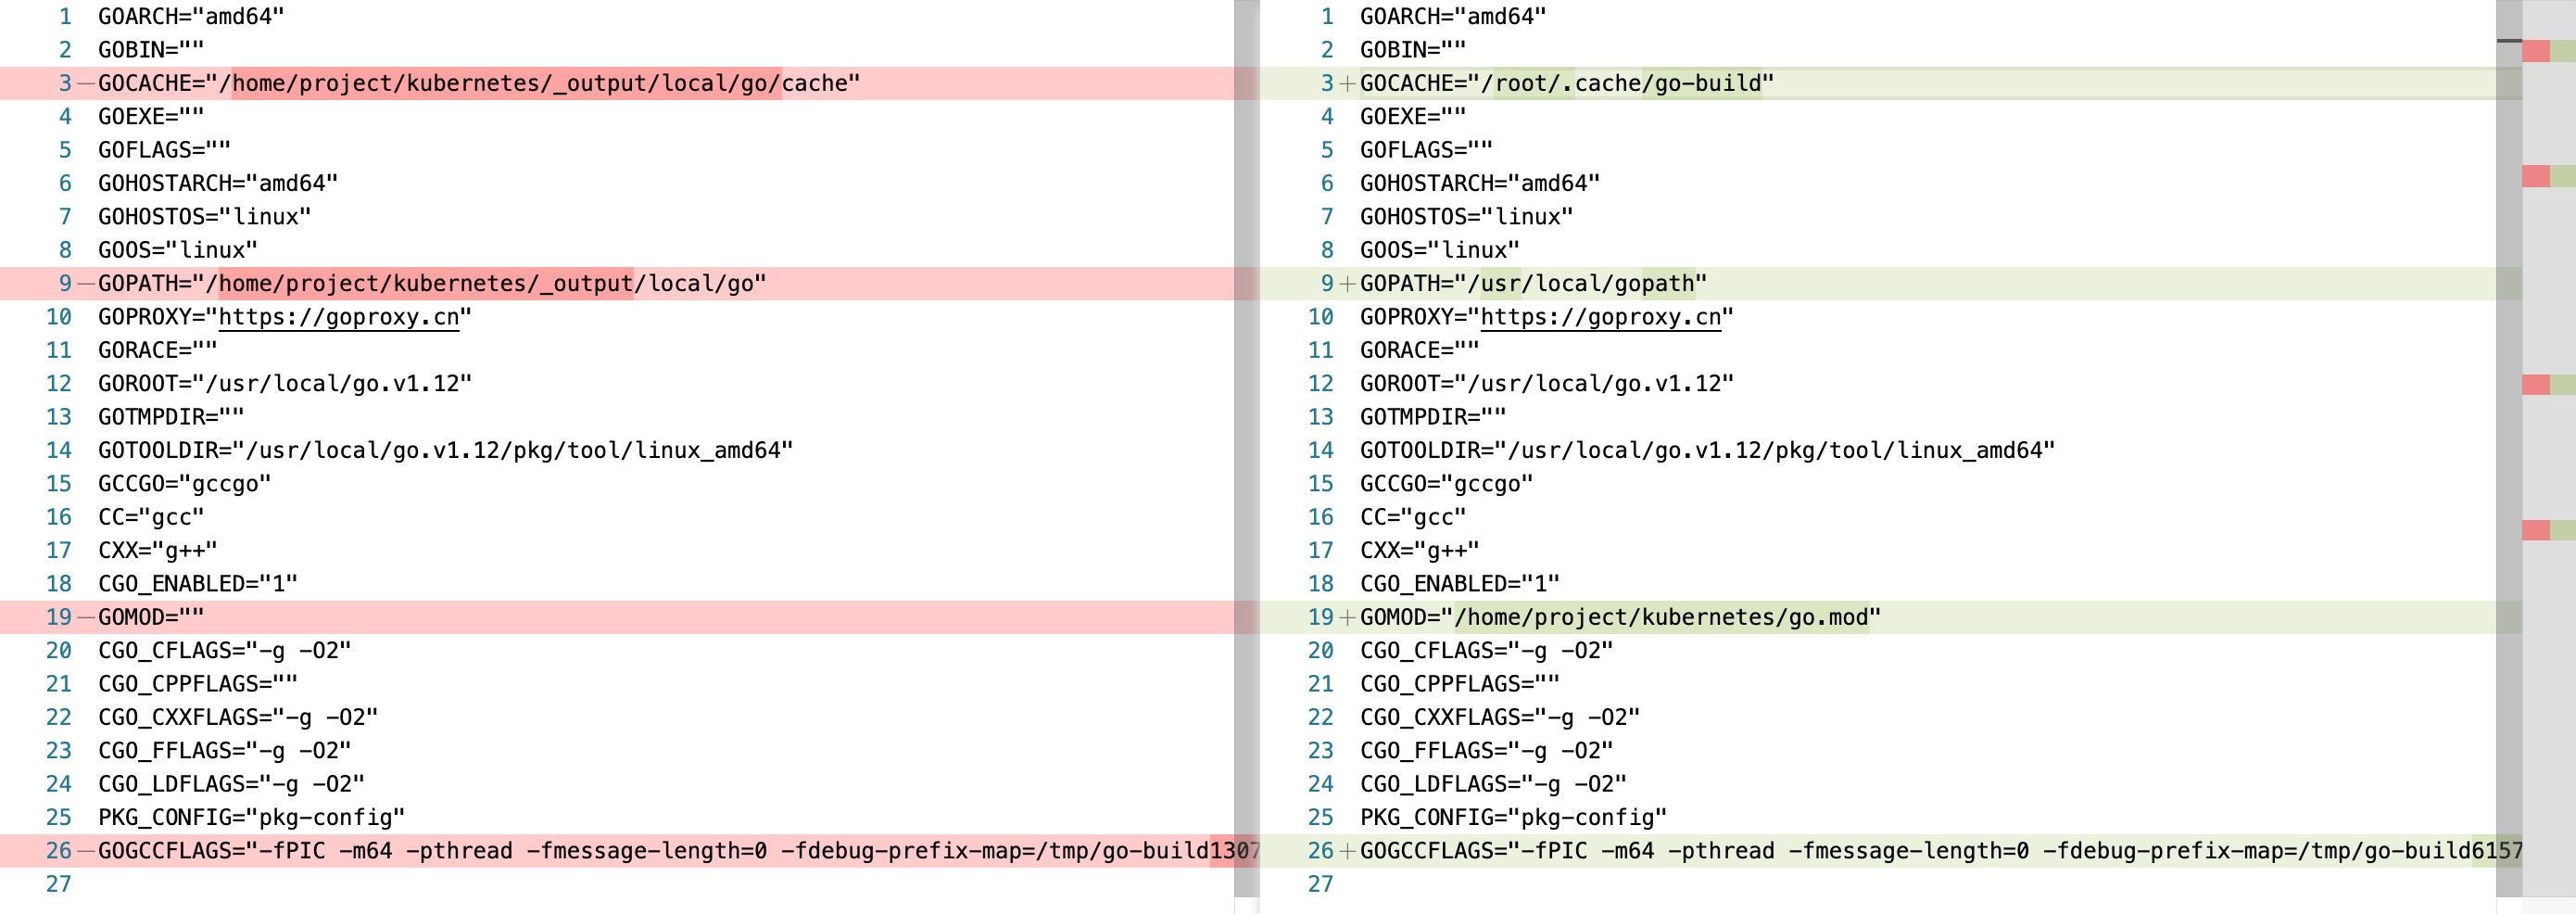 1 GOARCH="amd64"
2 GOBIN=""
3 —GOCACHE="/home/project/kubernetes/_output/local/go/cache"
4 GOEXE=""
5 GOFLAGS=""
6 GOHOSTARCH="amd64"
7 GOHOSTOS="linux"
8 GOOS="linux"
9 —GOPATH="/home/project/kubernetes/_output/local/go"
10 GOPROXY="https://goproxy.cn"
11 GORACE=""
12 GOROOT="/usr/local/go.v1.12"
13 GOTMPDIR=""
14 GOTOOLDIR="/usr/local/go.v1.12/pkg/tool/linux_amd64"
15 GCCGO="gccgo"
16 CC="gcc"
17 CXX="g++"
18 CGO_ENABLED="1"
19 —GOMOD=""
20 CGO_CFLAGS="-g -O2"
21 CGO_CPPFLAGS=""
22 CGO_CXXFLAGS="-g -O2"
23 CGO_FFLAGS="-g -O2"
24 CGO_LDFLAGS="-g -O2"
25 PKG_CONFIG="pkg-config"
26 —GOGCCFLAGS="-fPIC -m64 -pthread -fmessage-length=0 -fdebug-prefix-map=/tmp/go-build1307
27
1 GOARCH="amd64"
2 GOBIN=""
3 +GOCACHE="/root/.cache/go-build"
4 GOEXE=""
5 GOFLAGS=""
6 GOHOSTARCH="amd64"
7 GOHOSTOS="linux"
8 GOOS="linux"
9 +GOPATH="/usr/local/gopath"
10 GOPROXY="https://goproxy.cn"
11 GORACE=""
12 GOROOT="/usr/local/go.v1.12"
13 GOTMPDIR=""
14 GOTOOLDIR="/usr/local/go.v1.12/pkg/tool/linux_amd64"
15 GCCGO="gccgo"
16 CC="gcc"
17 CXX="g++"
18 CGO_ENABLED="1"
19 +GOMOD="/home/project/kubernetes/go.mod"
20 CGO_CFLAGS="-g -O2"
21 CGO_CPPFLAGS=""
22 CGO_CXXFLAGS="-g -O2"
23 CGO_FFLAGS="-g -O2"
24 CGO_LDFLAGS="-g -O2"
25 PKG_CONFIG="pkg-config"
26 +GOGCCFLAGS="-fPIC -m64 -pthread -fmessage-length=0 -fdebug-prefix-map=/tmp/go-build6157
27